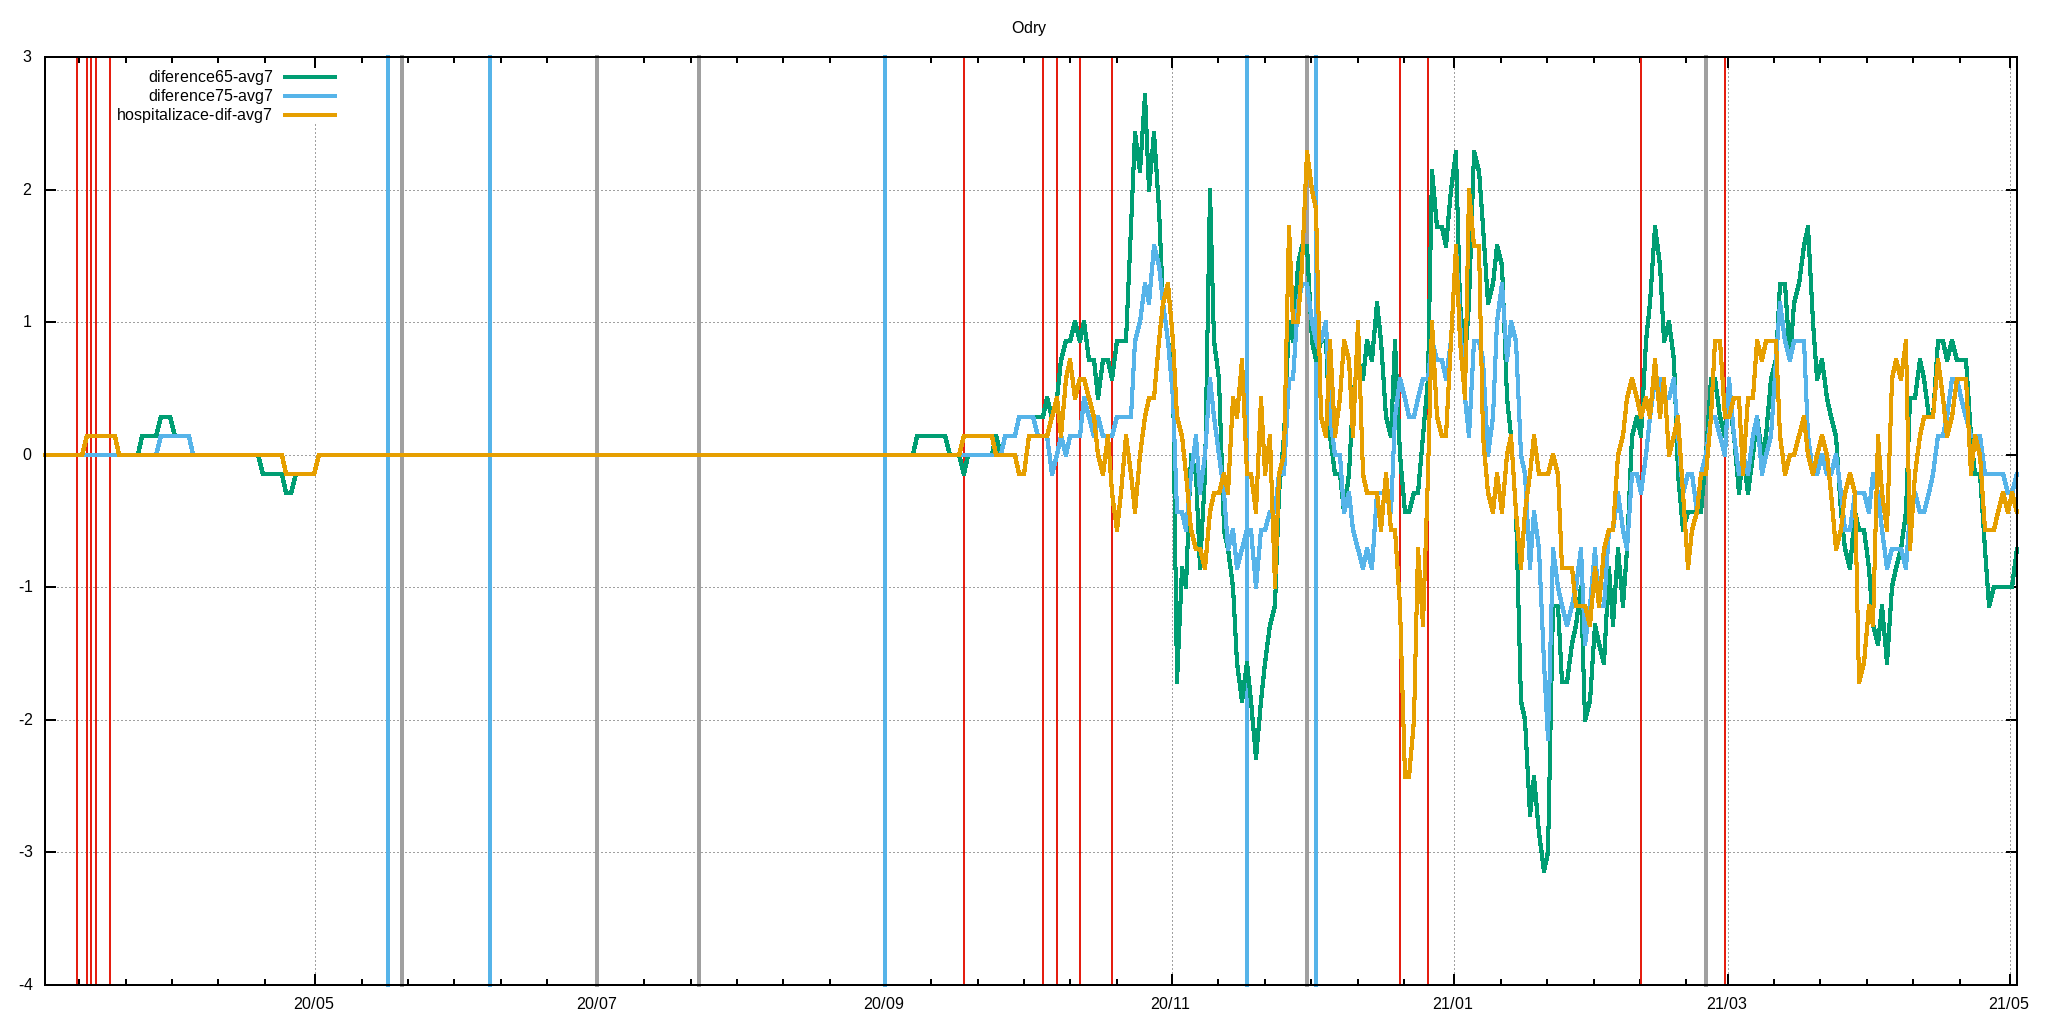 Odry
3
diference65-avg7
diference75-avg7
hospitalizace-dif-avg7
2
1
0
-1
-2
-3
-4
20/05 20/07 20/09 20/11 21/01 21/03 21/05